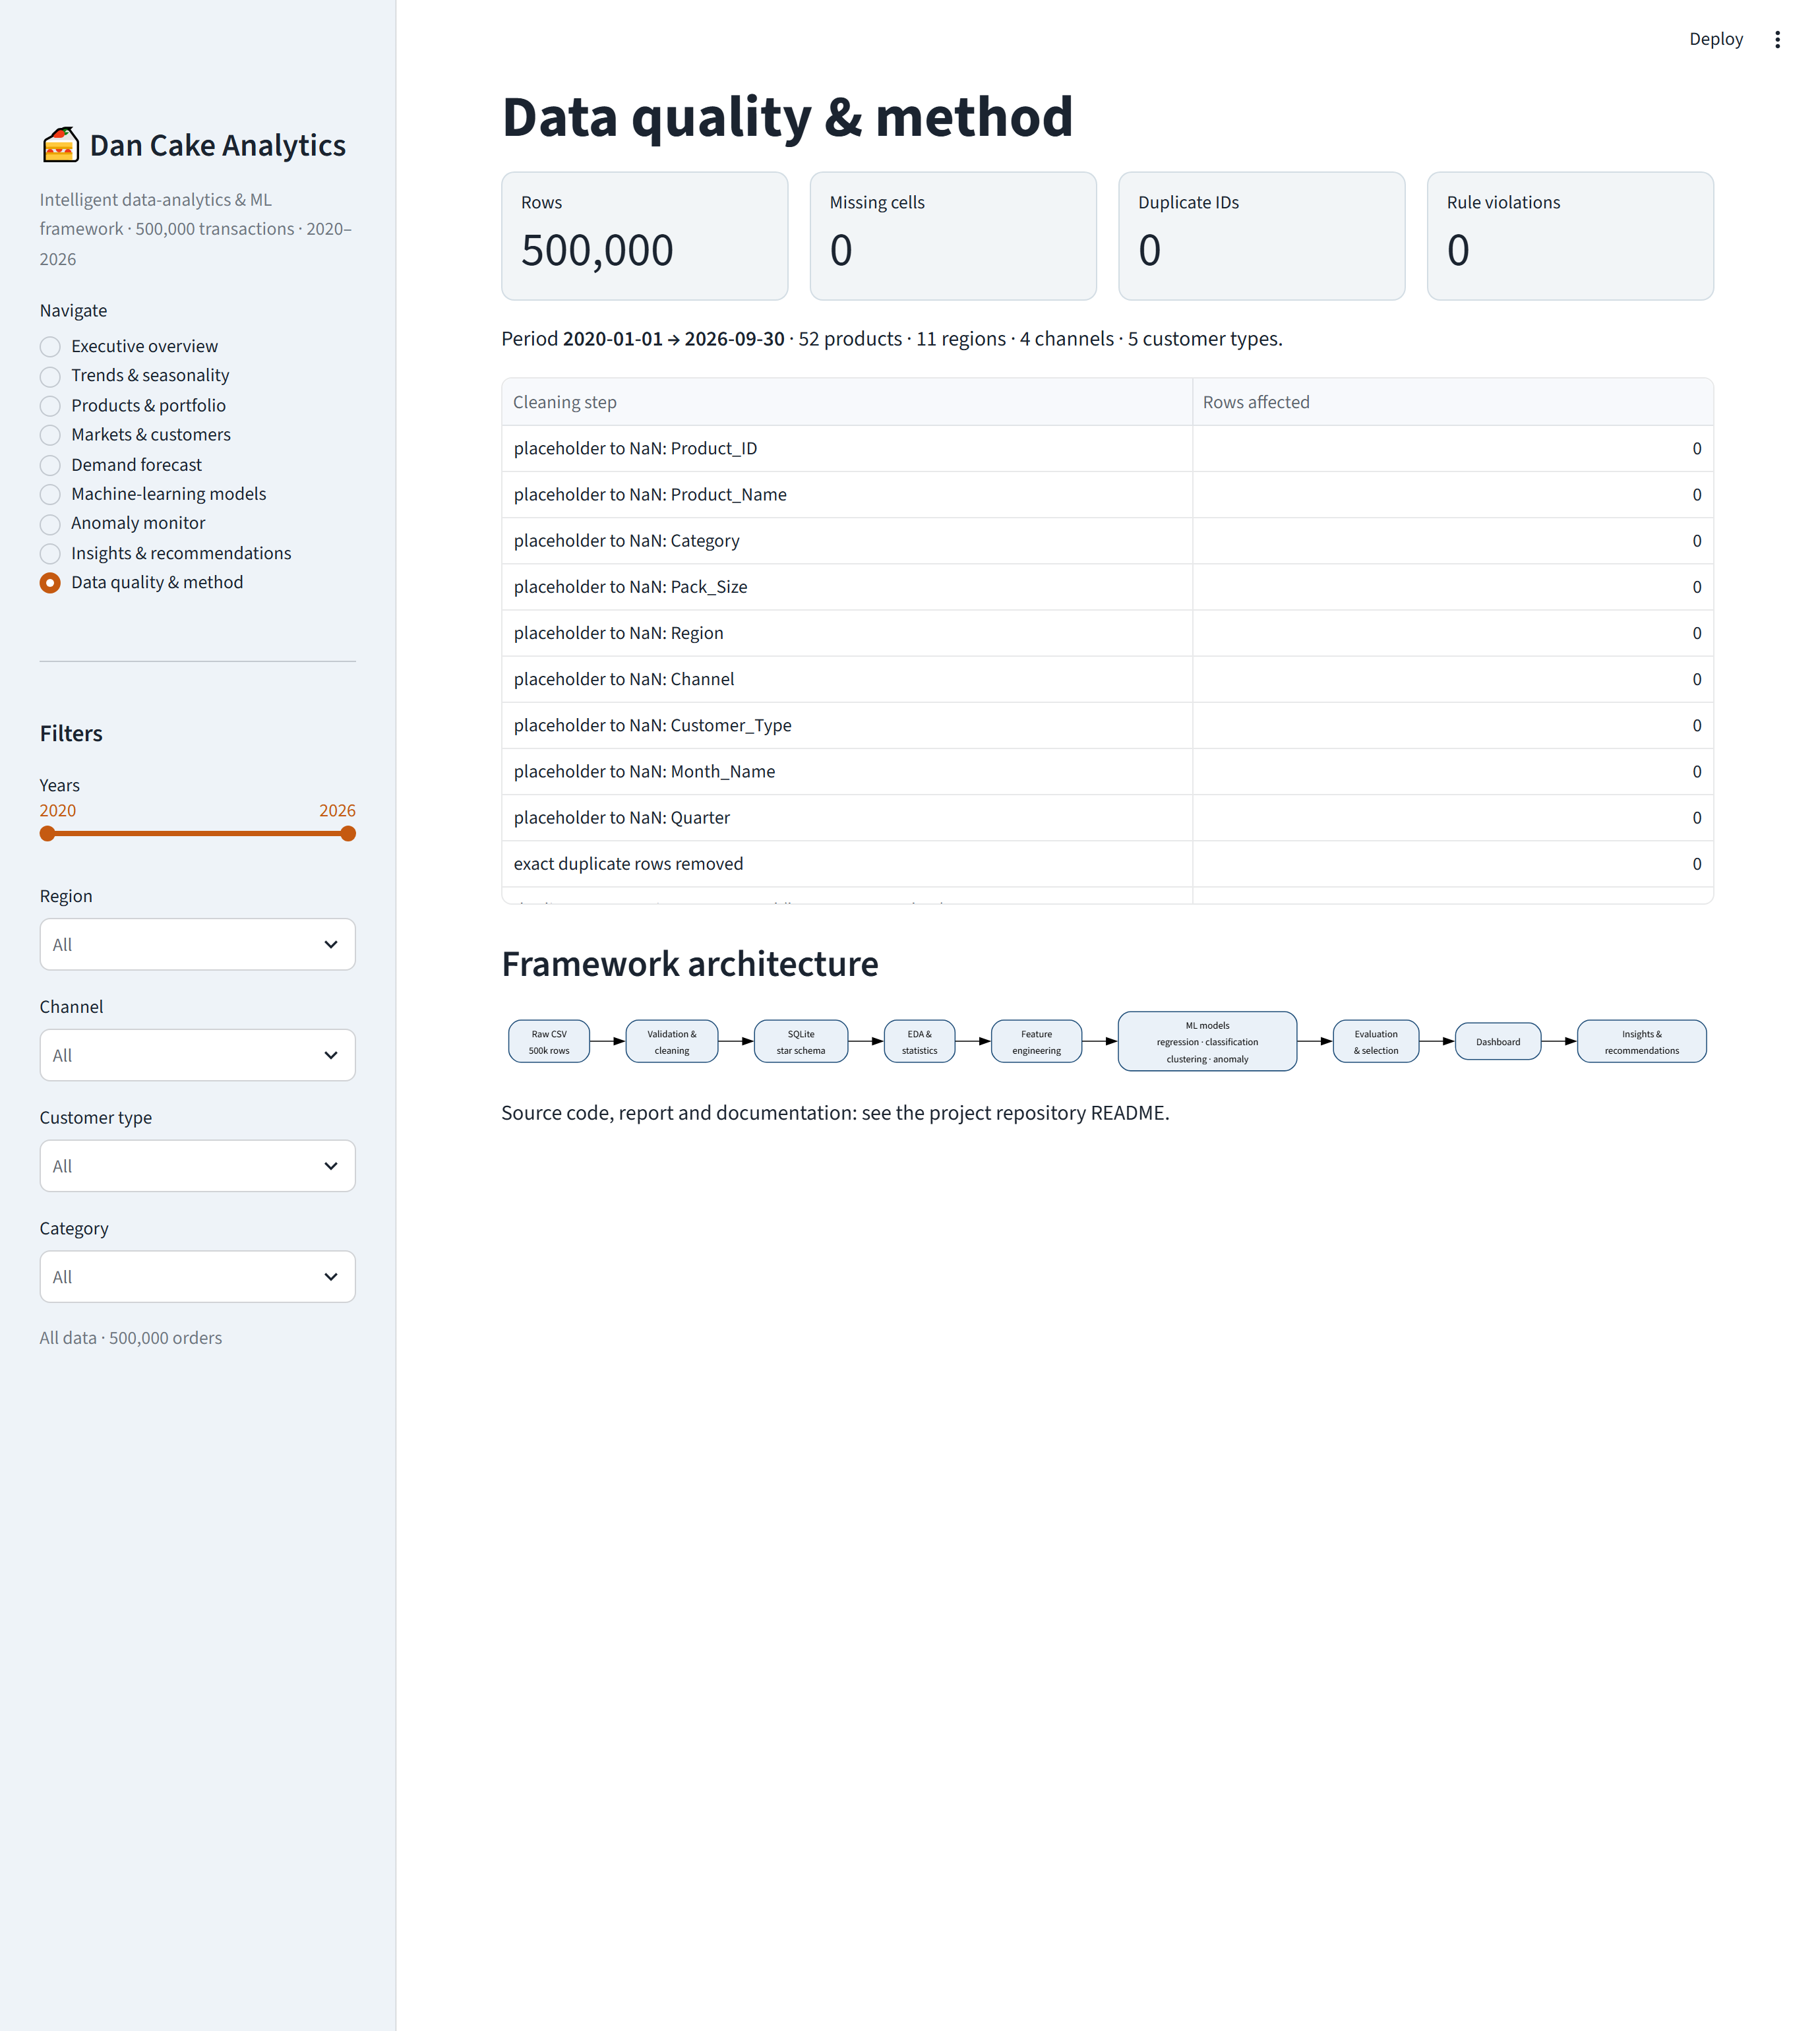 Deploy
🍰 Dan Cake Analytics
Intelligent data-analytics & ML
framework · 500,000 transactions · 2020–
2026
Navigate
Executive overview
Trends & seasonality
Products & portfolio
Markets & customers
Demand forecast
Machine-learning models
Anomaly monitor
Insights & recommendations
Data quality & method
Filters
Years
2020 2026
Region
All
Channel
All
Customer type
All
Category
All
All data · 500,000 orders
Data quality & method
Rows
500,000
Missing cells
0
Duplicate IDs
0
Rule violations
0
Period 2020-01-01 → 2026-09-30 · 52 products · 11 regions · 4 channels · 5 customer types.
Cleaning step Rows affected
placeholder to NaN: Product_ID 0
placeholder to NaN: Product_Name 0
placeholder to NaN: Category 0
placeholder to NaN: Pack_Size 0
placeholder to NaN: Region 0
placeholder to NaN: Channel 0
placeholder to NaN: Customer_Type 0
placeholder to NaN: Month_Name 0
placeholder to NaN: Quarter 0
exact duplicate rows removed 0
Framework architecture
Raw CSV
500k rows
Validation &
cleaning
SQLite
star schema
EDA &
statistics
Feature
engineering
ML models
regression · classification
clustering · anomaly
Evaluation
& selection
Dashboard
Insights &
recommendations
Source code, report and documentation: see the project repository README.